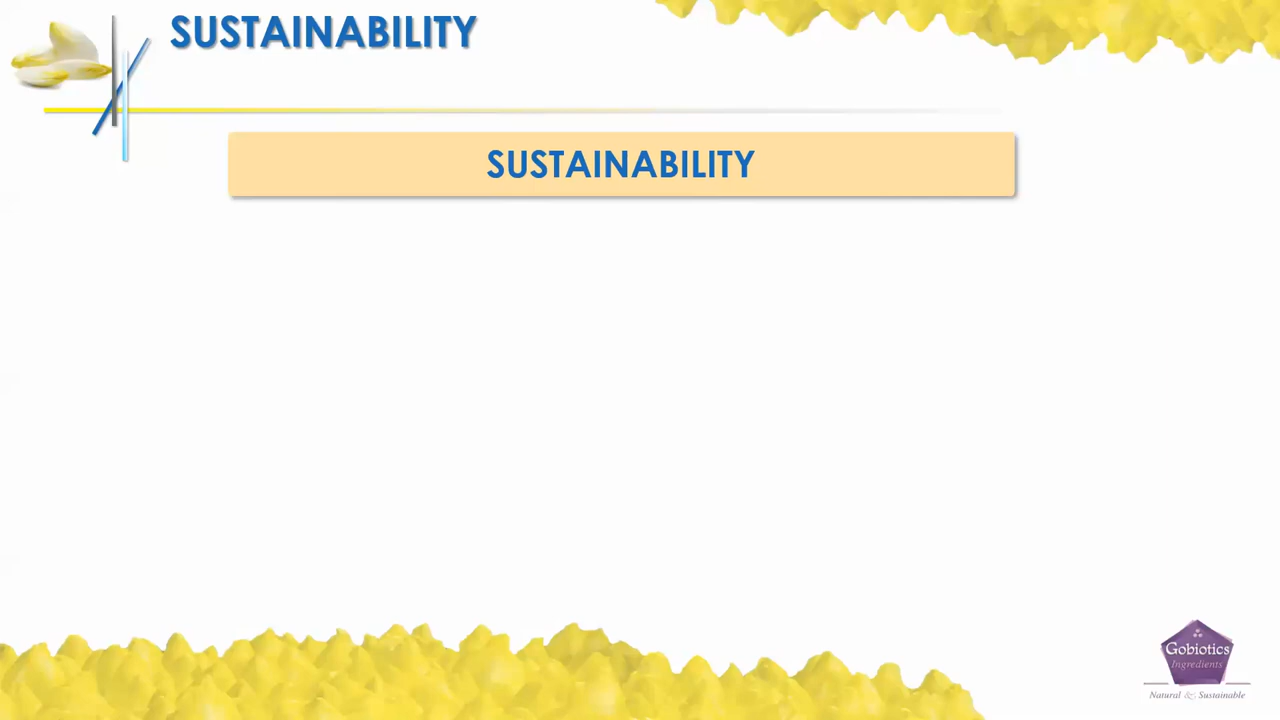 SUSTAINABILITY
SUSTAINABILITY
Gobiotics
Ingredients
Natural & Sustainable